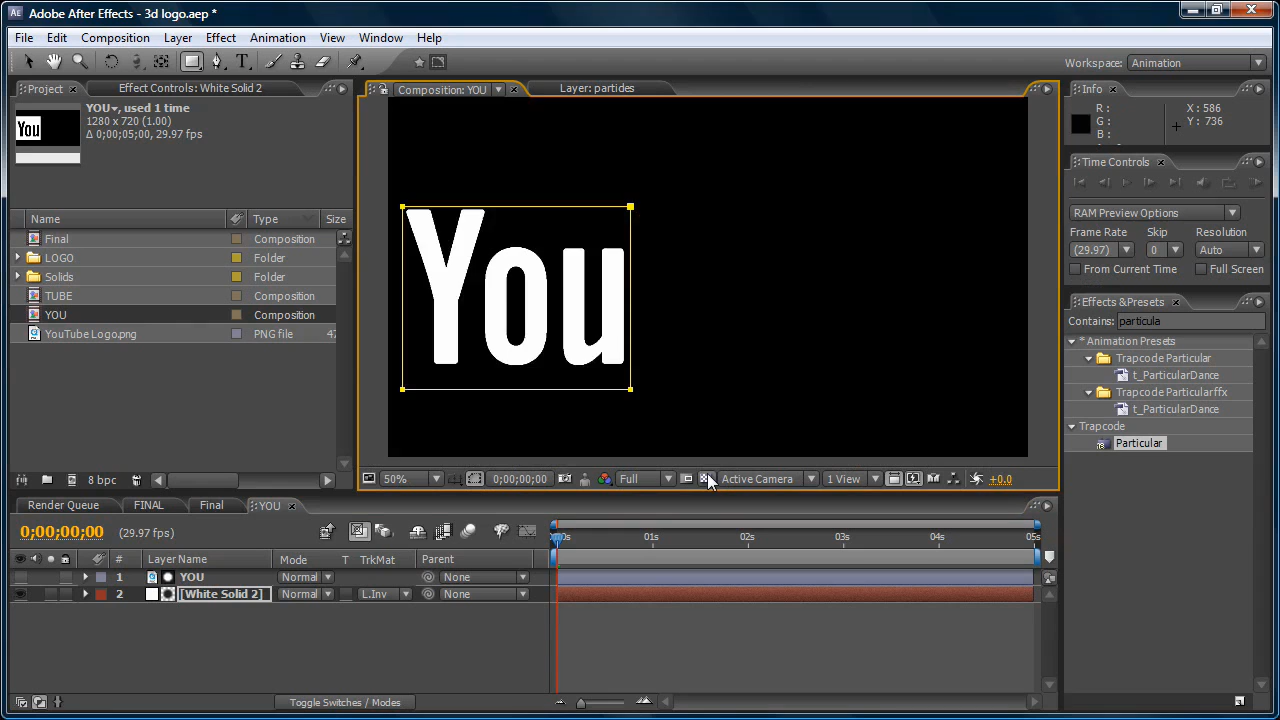 Adobe After Effects - 3d logo.aep *
File Edit Composition Layer Effect Animation View Window Help
Workspace: Animation
Project
Effect Controls: White Solid 2
YOU, used 1 time
1280 x 720 (1.00)
Δ 0;00;05;00, 29.97 fps
You
Name Type Size
Final Composition
LOGO Folder
Solids Folder
TUBE Composition
YOU Composition
YouTube Logo.png PNG file 47
8 bpc
Composition: YOU
Layer: particles
You
50% 0;00;00;00 Full Active Camera 1 View +0.0
Info
R :
G :
B :
X : 586
Y : 736
Time Controls
RAM Preview Options
Frame Rate Skip Resolution
(29.97) 0 Auto
From Current Time Full Screen
Effects & Presets
Contains: particula
* Animation Presets
Trapcode Particular
t_ParticularDance
Trapcode Particularffx
t_ParticularDance
Trapcode
Particular
Render Queue FINAL Final YOU
0;00;00;00 (29.97 fps)
01s 02s 03s 04s 05s
# Layer Name Mode T TrkMat Parent
1 YOU Normal None
2 [White Solid 2] Normal L.Inv None
Toggle Switches / Modes